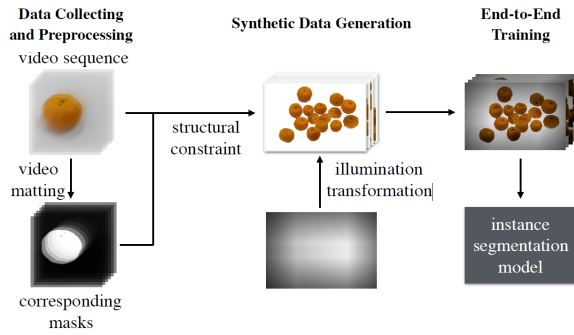 Data Collecting
and Preprocessing
video sequence
video
matting
corresponding
masks
structural
constraint
Synthetic Data Generation
illumination
transformation
End-to-End
Training
instance
segmentation
model